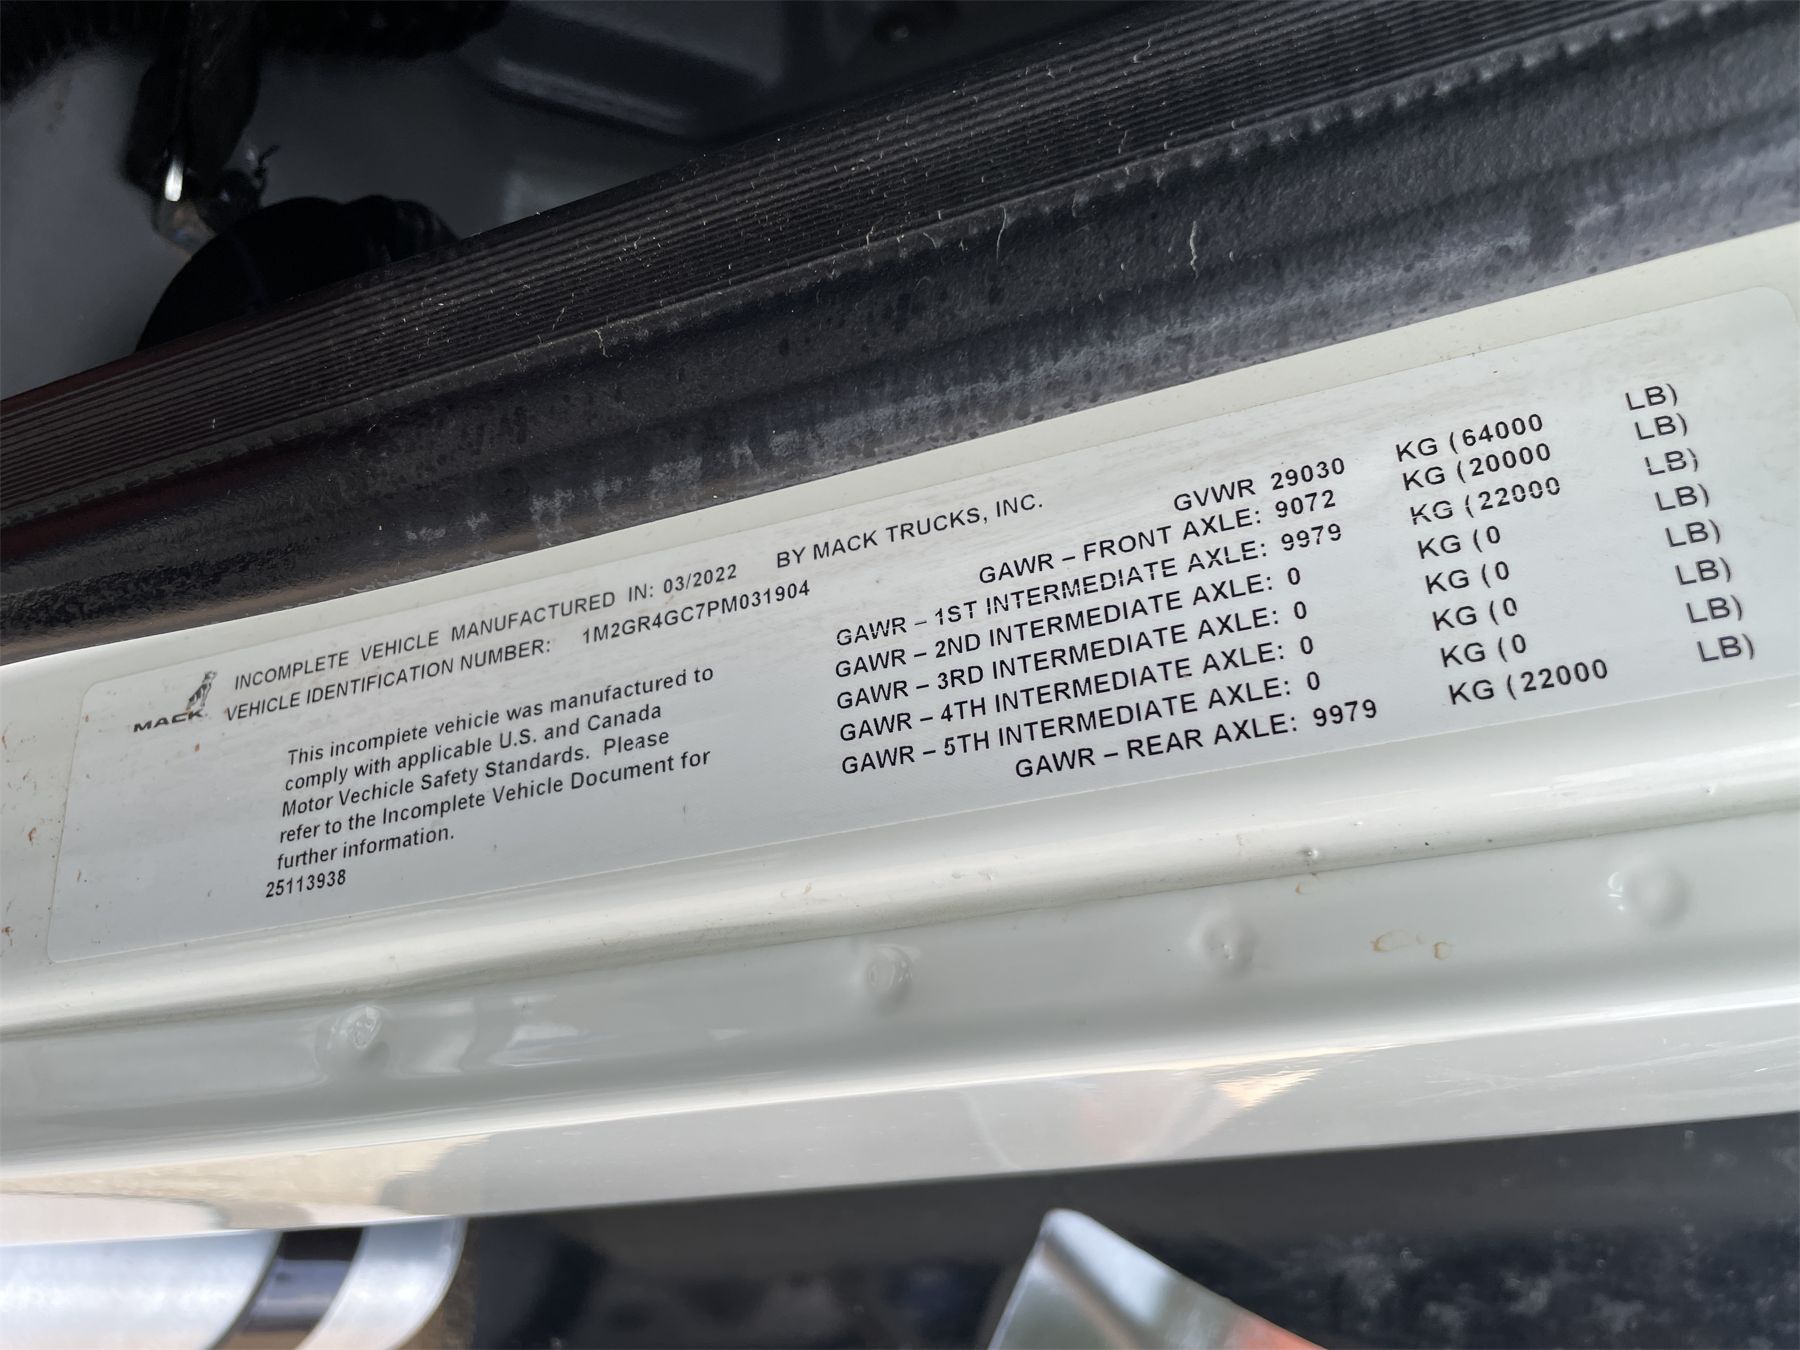 INCOMPLETE VEHICLE MANUFACTURED IN: 03/2022 BY MACK TRUCKS, INC.
VEHICLE IDENTIFICATION NUMBER: 1M2GR4GC7PM031904
MACK
This incomplete vehicle was manufactured to
comply with applicable U.S. and Canada
Motor Vechicle Safety Standards. Please
refer to the Incomplete Vehicle Document for
further information.
25113938
GVWR 29030 KG (64000 LB)
GAWR – FRONT AXLE: 9072 KG (20000 LB)
GAWR – 1ST INTERMEDIATE AXLE: 9979 KG (22000 LB)
GAWR – 2ND INTERMEDIATE AXLE: 0 KG (0 LB)
GAWR – 3RD INTERMEDIATE AXLE: 0 KG (0 LB)
GAWR – 4TH INTERMEDIATE AXLE: 0 KG (0 LB)
GAWR – 5TH INTERMEDIATE AXLE: 0 KG (0 LB)
GAWR – REAR AXLE: 9979 KG (22000 LB)